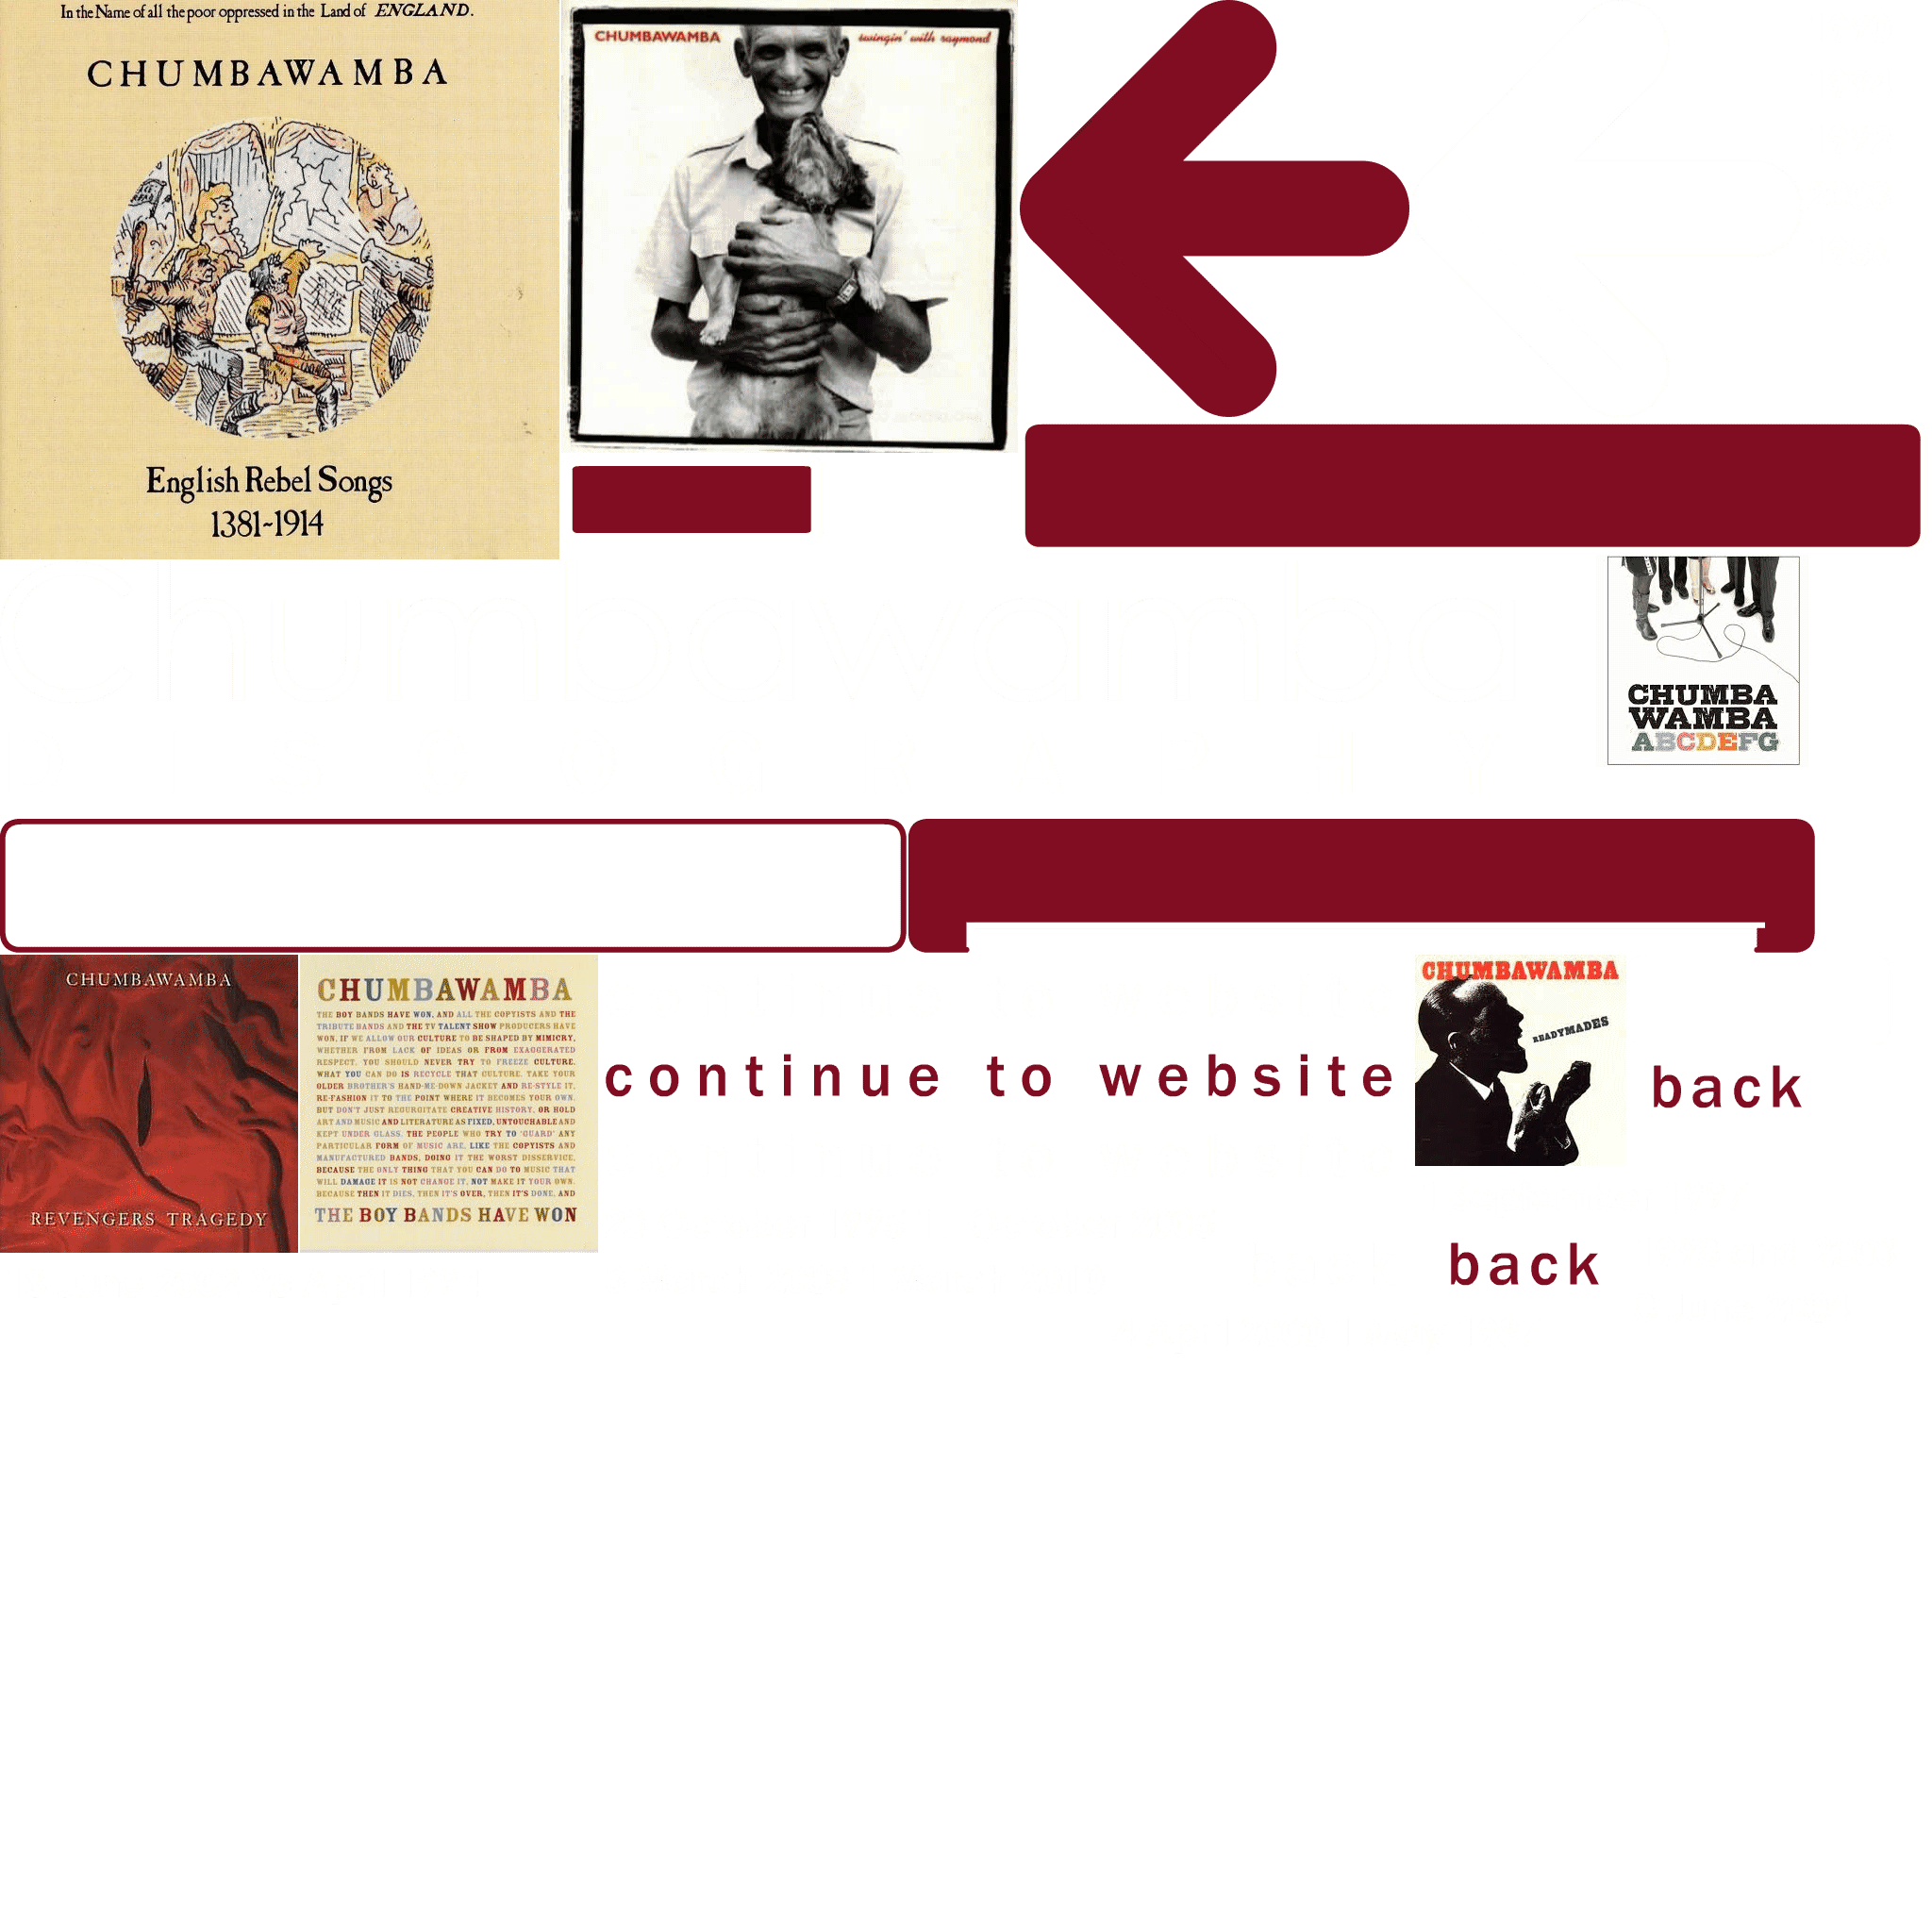 In the Name of all the poor oppressed in the Land of ENGLAND.
CHUMBAWAMBA
English Rebel Songs
1381-1914
CHUMBAWAMBA
swingin' with raymond
CHUMBA
WAMBA
ABCDEFG
CHUMBAWAMBA
REVENGERS TRAGEDY
CHUMBAWAMBA
THE BOY BANDS HAVE WON, AND ALL THE COPYISTS AND THE
TRIBUTE BANDS AND THE TV TALENT SHOW PRODUCERS HAVE
WON, IF WE ALLOW OUR CULTURE TO BE SHAPED BY MIMICRY,
WHETHER FROM LACK OF IDEAS OR FROM EXAGGERATED
RESPECT. YOU SHOULD NEVER TRY TO FREEZE CULTURE.
WHAT YOU CAN DO IS RECYCLE THAT CULTURE. TAKE YOUR
OLDER BROTHER'S HAND-ME-DOWN JACKET AND RE-STYLE IT,
RE-FASHION IT TO THE POINT WHERE IT BECOMES YOUR OWN.
BUT DON'T JUST REGURGITATE CREATIVE HISTORY, OR HOLD
ART AND MUSIC AND LITERATURE AS FIXED, UNTOUCHABLE AND
KEPT UNDER GLASS. THE PEOPLE WHO TRY TO 'GUARD' ANY
PARTICULAR FORM OF MUSIC ARE, LIKE THE COPYISTS AND
MANUFACTURED BANDS, DOING IT THE WORST DISSERVICE,
BECAUSE THE ONLY THING THAT YOU CAN DO TO MUSIC THAT
WILL DAMAGE IT IS NOT CHANGE IT, NOT MAKE IT YOUR OWN.
BECAUSE THEN IT DIES, THEN IT'S OVER, THEN IT'S DONE, AND
THE BOY BANDS HAVE WON
continue to website
CHUMBAWAMBA
READYMADES
back
back